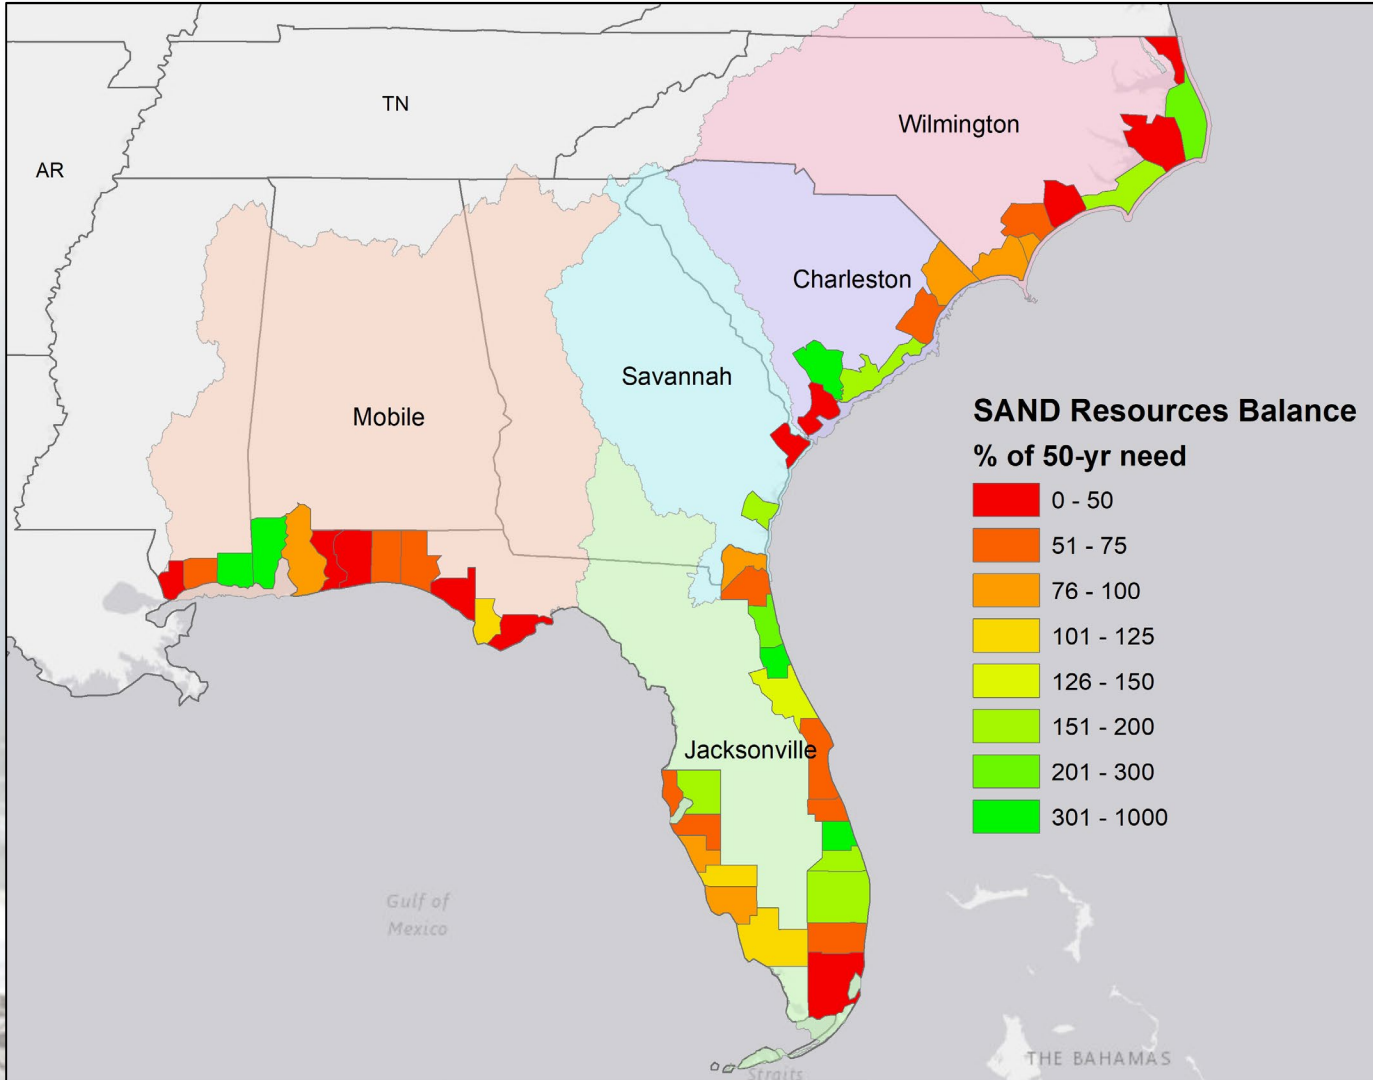 TN
Wilmington
AR
Charleston
Savannah
Mobile
SAND Resources Balance
% of 50-yr need
0 - 50
51 - 75
76 - 100
101 - 125
126 - 150
151 - 200
201 - 300
301 - 1000
Jacksonville
Gulf of
Mexico
THE BAHAMAS
Straits